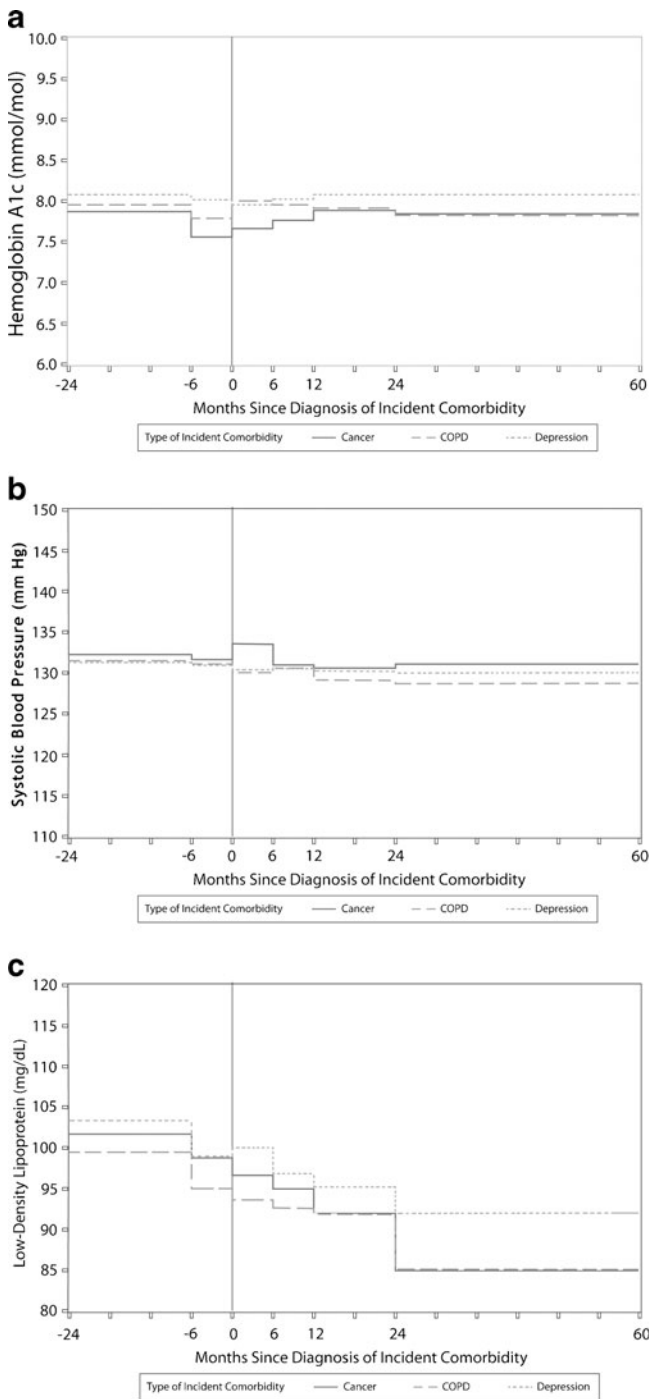 a
Hemoglobin A1c (mmol/mol)
10.0
9.5
9.0
8.5
8.0
7.5
7.0
6.5
6.0
-24 -6 0 6 12 24 60
Months Since Diagnosis of Incident Comorbidity
Type of Incident Comorbidity Cancer COPD Depression
b
Systolic Blood Pressure (mm Hg)
150
145
140
135
130
125
120
115
110
-24 -6 0 6 12 24 60
Months Since Diagnosis of Incident Comorbidity
Type of Incident Comorbidity Cancer COPD Depression
c
Low-Density Lipoprotein (mg/dL)
120
115
110
105
100
95
90
85
80
-24 -6 0 6 12 24 60
Months Since Diagnosis of Incident Comorbidity
Type of Incident Comorbidity Cancer COPD Depression